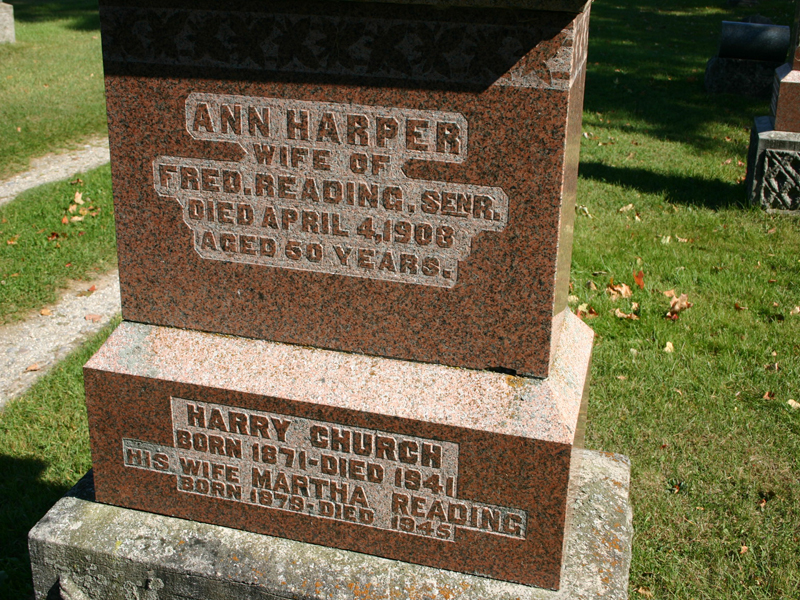 ANN HARPER
WIFE OF
FRED. READING, SENR.
DIED APRIL 4, 1908
AGED 50 YEARS.
HARRY CHURCH
BORN 1871-DIED 1941
HIS WIFE MARTHA READING
BORN 1879, DIED 1945